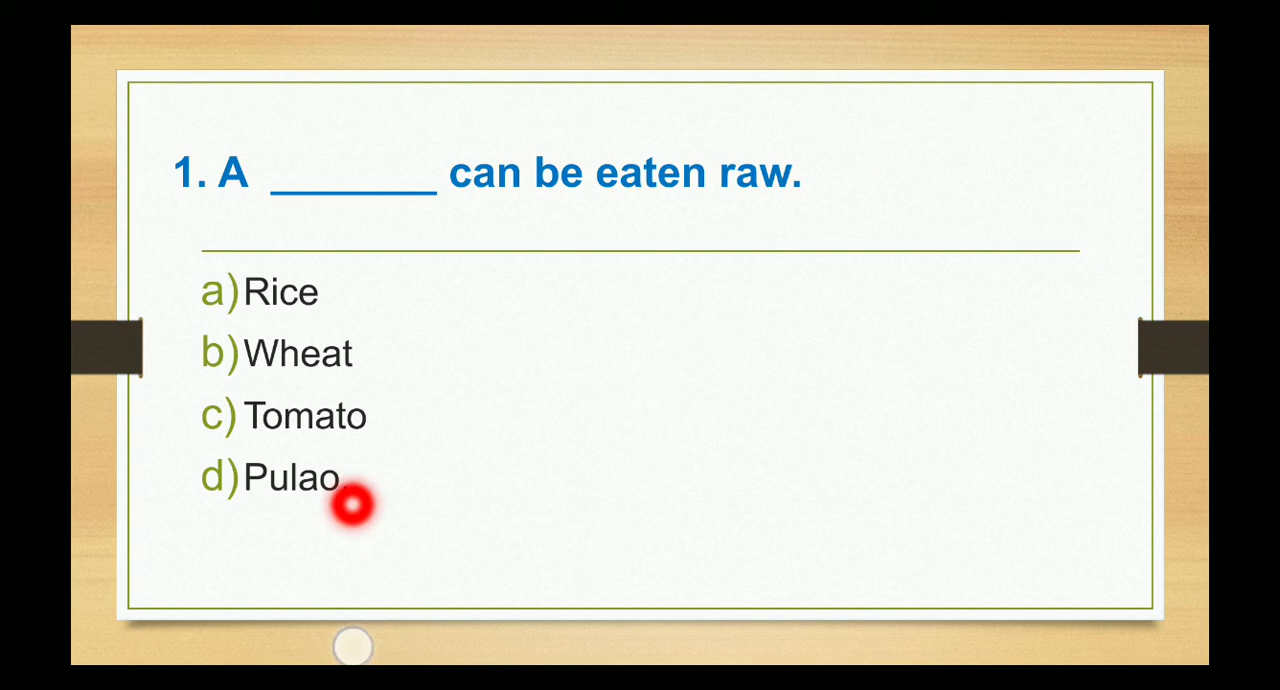 1. A _______ can be eaten raw.
a) Rice
b) Wheat
c) Tomato
d) Pulao.